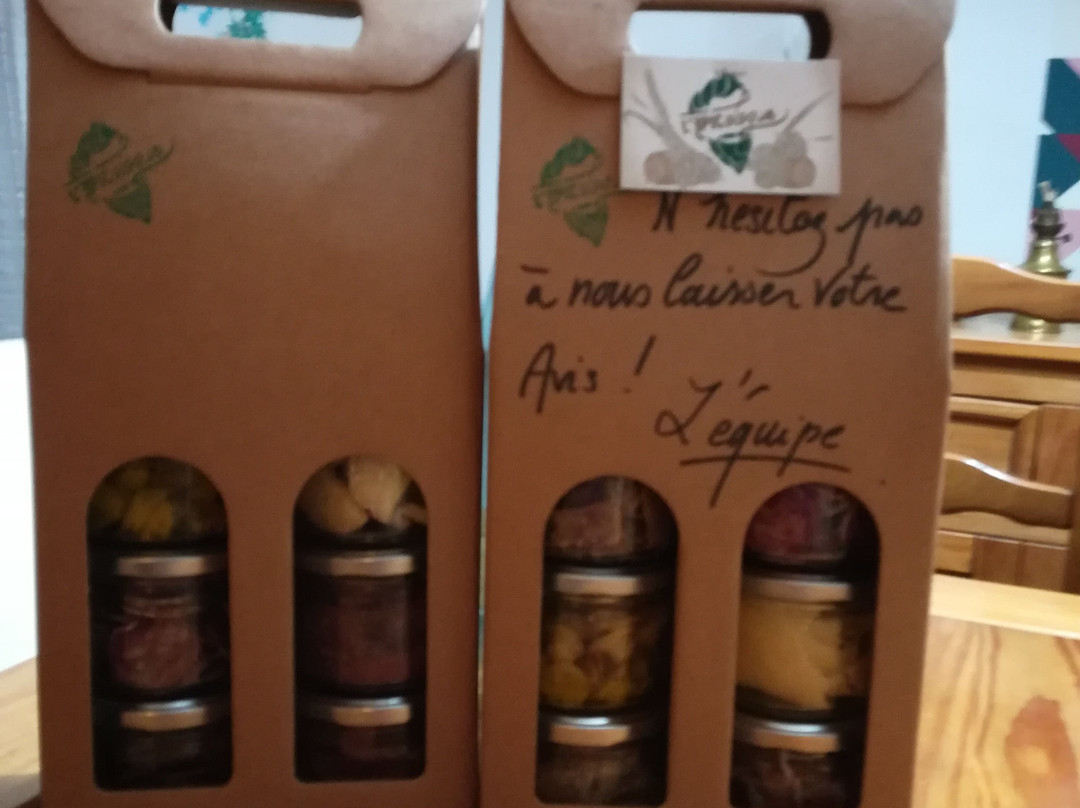 N'hésitez pas
à nous laisser votre
Avis !
L'équipe